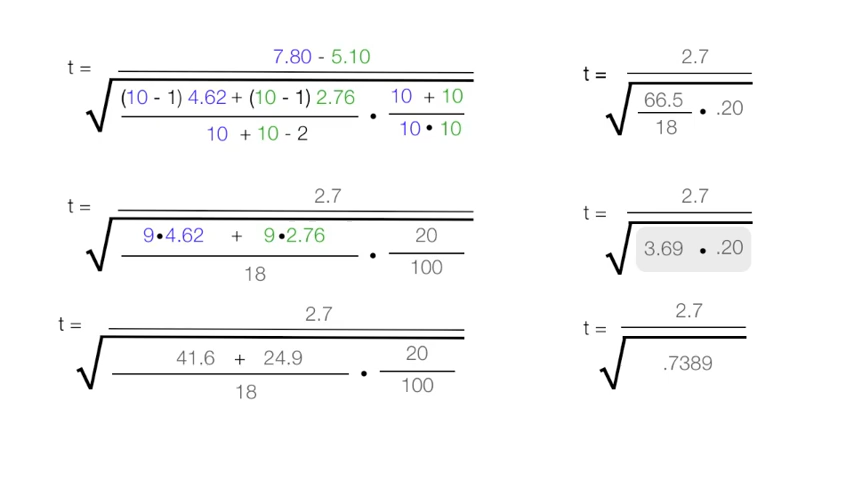 t = 7.80 - 5.10
√ (10 - 1) 4.62 + (10 - 1) 2.76 • 10 + 10
10 + 10 - 2 10 • 10
t = 2.7
√ 9•4.62 + 9•2.76 • 20
18 100
t = 2.7
√ 41.6 + 24.9 • 20
18 100
t = 2.7
√ 66.5 • .20
18
t = 2.7
√ 3.69 • .20
t = 2.7
√ .7389